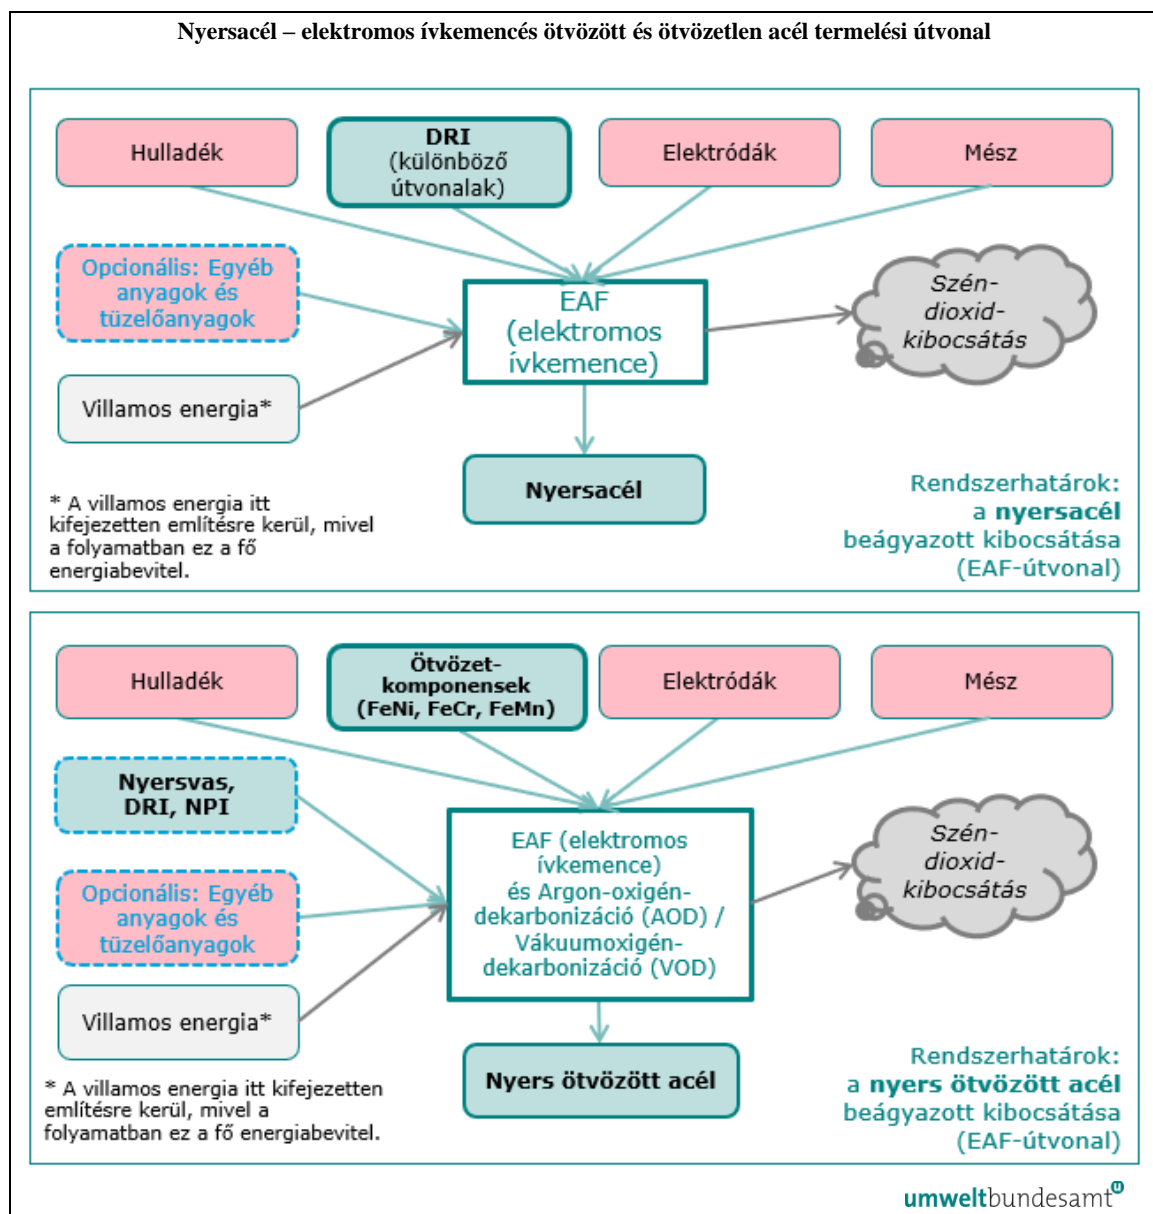 Nyersacél – elektromos ívkemencés ötvözött és ötvözetlen acél termelési útvonal
Hulladék
DRI
(különböző
útvonalak)
Elektródák
Mész
Opcionális: Egyéb
anyagok és
tüzelőanyagok
EAF
(elektromos
ívkemence)
Szén-
dioxid-
kibocsátás
Villamos energia*
Nyersacél
* A villamos energia itt
kifejezetten említésre kerül, mivel
a folyamatban ez a fő
energiabevitel.
Rendszerhatárok:
a nyersacél
beágyazott kibocsátása
(EAF-útvonal)
Hulladék
Ötvözet-
komponensek
(FeNi, FeCr, FeMn)
Elektródák
Mész
Nyersvas,
DRI, NPI
Opcionális: Egyéb
anyagok és
tüzelőanyagok
EAF (elektromos
ívkemence)
és Argon-oxigén-
dekarbonizáció (AOD) /
Vákuumoxigén-
dekarbonizáció (VOD)
Szén-
dioxid-
kibocsátás
Villamos energia*
Nyers ötvözött acél
* A villamos energia itt kifejezetten
említésre kerül, mivel a
folyamatban ez a fő energiabevitel.
Rendszerhatárok:
a nyers ötvözött acél
beágyazott kibocsátása
(EAF-útvonal)
umweltbundesamt